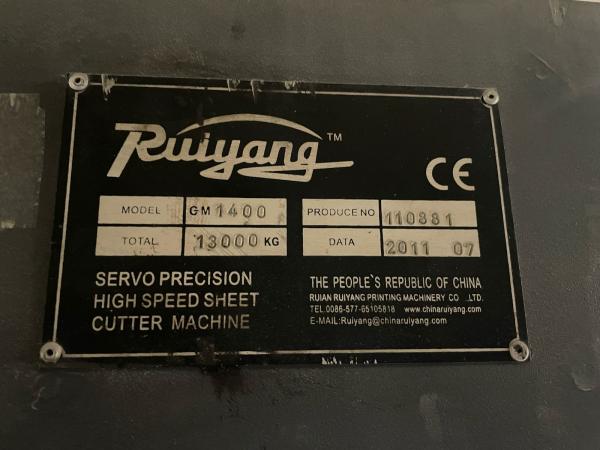 Ruiyang™
CE
MODEL GM 1400 PRODUCE NO 110881
TOTAL 13000 KG DATA 2011 07
SERVO PRECISION
HIGH SPEED SHEET
CUTTER MACHINE
THE PEOPLE`S REPUBLIC OF CHINA
RUIAN RUIYANG PRINTING MACHINERY CO .,LTD.
TEL.0086-577-65105818 www.chinaruiyang.com
E-MAIL:Ruiyang@chinaruiyang.com